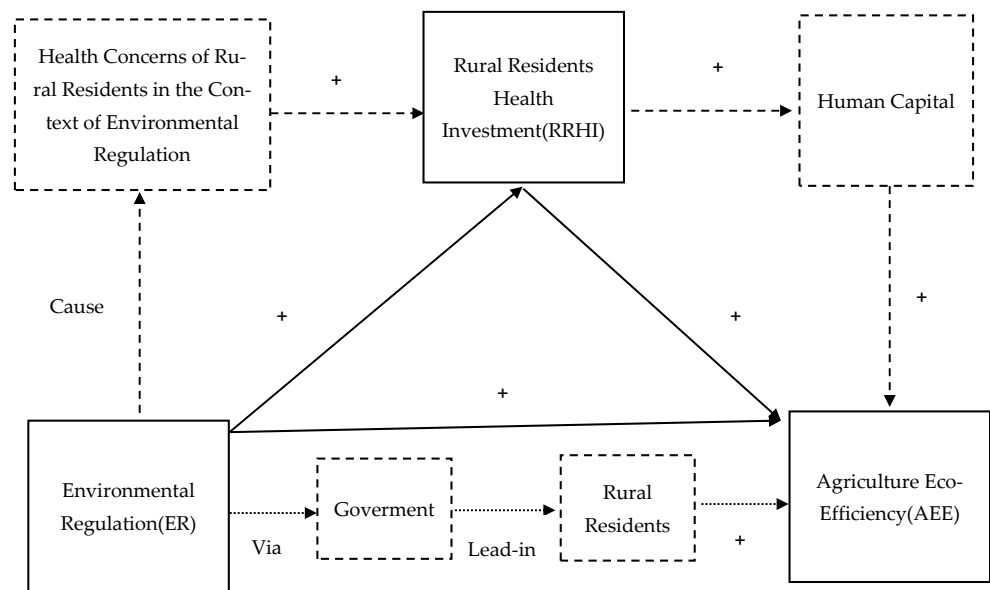 Health Concerns of Ru-
ral Residents in the Con-
text of Environmental
Regulation
+
Rural Residents
Health
Investment(RRHI)
+
Human Capital
Cause
+
+
+
+
Environmental
Regulation(ER)
Via
Goverment
Lead-in
Rural
Residents
+
Agriculture Eco-
Efficiency(AEE)